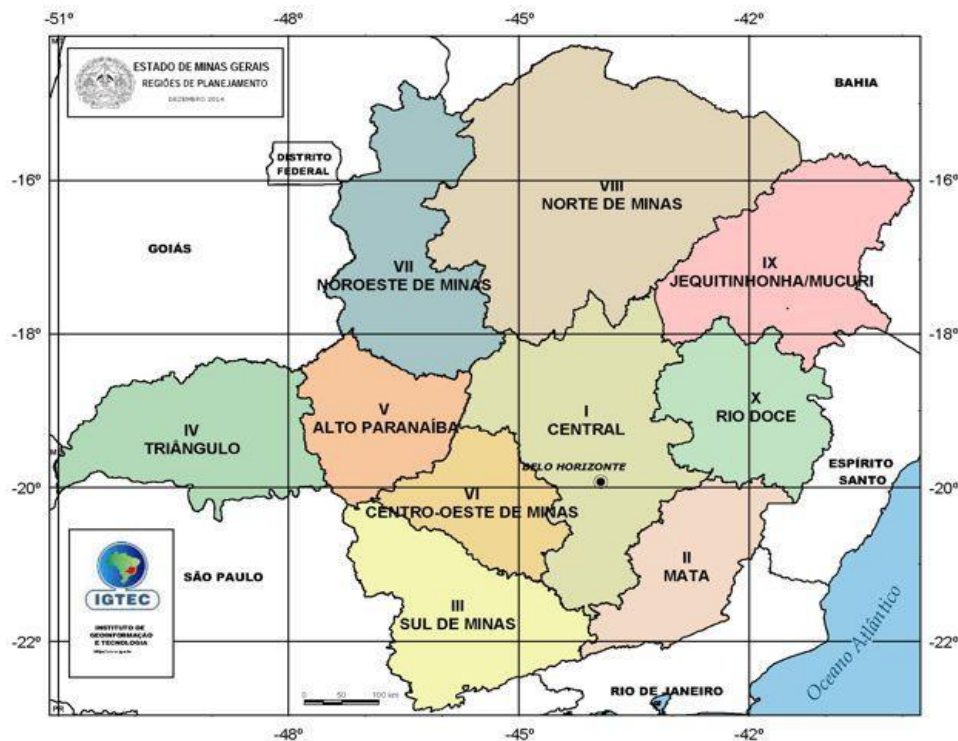 -51º
-48º
-45º
-42º
ESTADO DE MINAS GERAIS
REGIÕES DE PLANEJAMENTO
DEZEMBRO 2014
BAHIA
DISTRITO
FEDERAL
-16º
-16º
VIII
NORTE DE MINAS
GOIÁS
VII
NOROESTE DE MINAS
IX
JEQUITINHONHA/MUCURI
-18º
-18º
IV
TRIÂNGULO
V
ALTO PARANAÍBA
I
CENTRAL
X
RIO DOCE
BELO HORIZONTE
ESPÍRITO
SANTO
-20º
-20º
VI
CENTRO-OESTE DE MINAS
IGTEC
INSTITUTO DE
GEOINFORMAÇÃO
E TECNOLOGIA
SÃO PAULO
II
MATA
III
SUL DE MINAS
Oceano Atlântico
-22º
-22º
0 50 100 km
RIO DE JANEIRO
PR
-48º
-45º
-42º